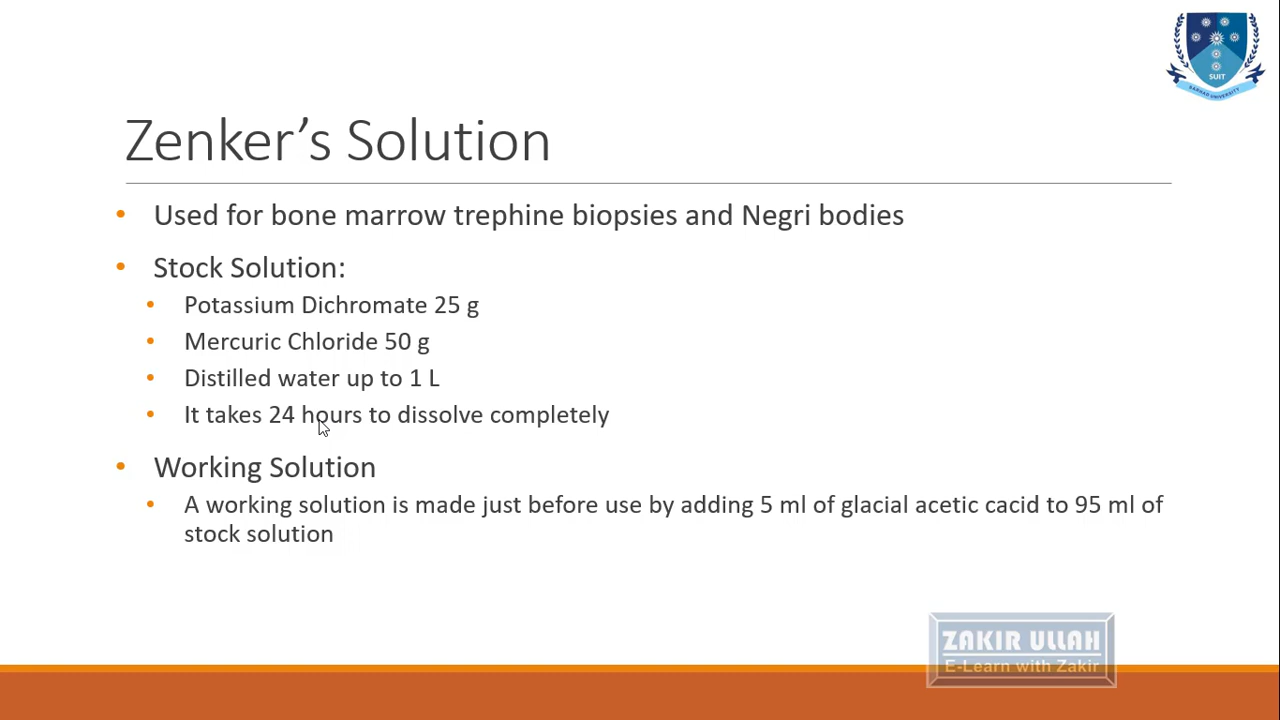 SUIT
SARHAD UNIVERSITY
Zenker’s Solution
• Used for bone marrow trephine biopsies and Negri bodies
• Stock Solution:
• Potassium Dichromate 25 g
• Mercuric Chloride 50 g
• Distilled water up to 1 L
• It takes 24 hours to dissolve completely
• Working Solution
• A working solution is made just before use by adding 5 ml of glacial acetic cacid to 95 ml of
stock solution
ZAKIR ULLAH
E-Learn with Zakir